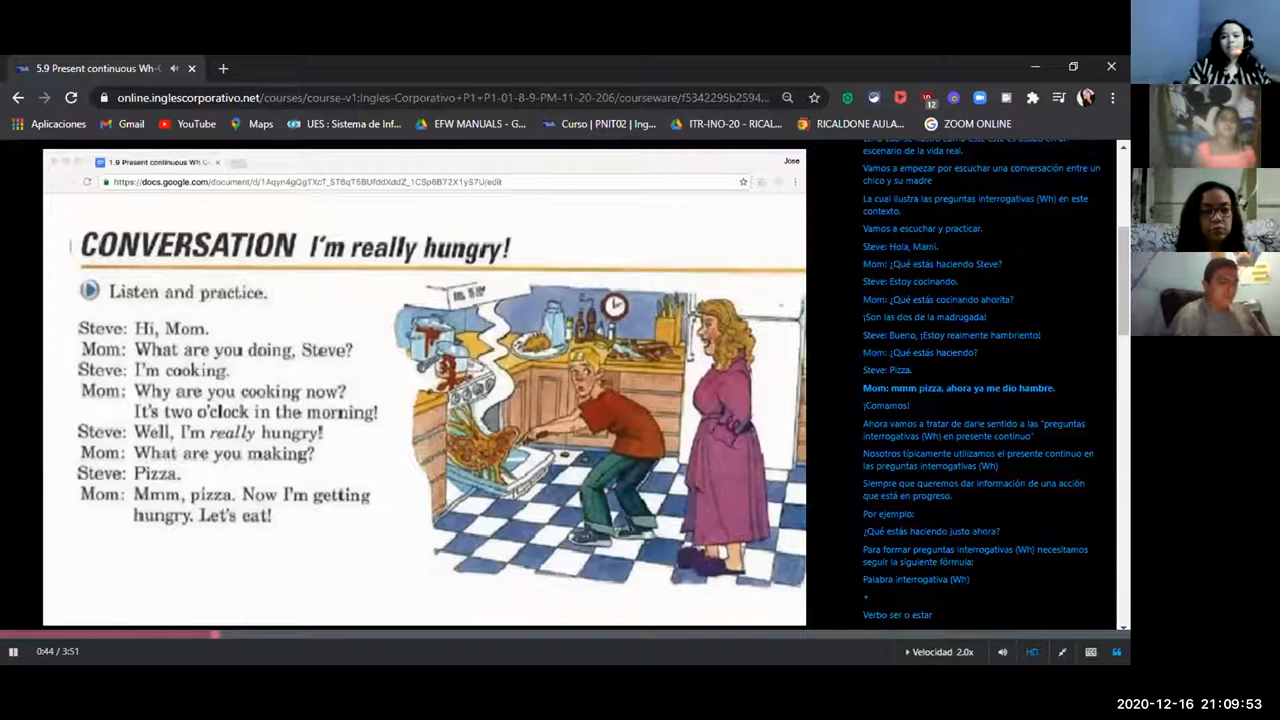 5.9 Present continuous Wh-
online.inglescorporativo.net/courses/course-v1:Ingles-Corporativo+P1+P1-01-8-9-PM-11-20-206/courseware/f5342295b2594...
12
Aplicaciones
Gmail
YouTube
Maps
UES : Sistema de Inf...
EFW MANUALS - G...
Curso | PNIT02 | Ing...
ITR-INO-20 - RICAL...
RICALDONE AULA...
ZOOM ONLINE
1.9 Present continuous Wh
Jose
CONVERSATION I'm really hungry!
Listen and practice.
Steve: Hi, Mom.
Mom: What are you doing, Steve?
Steve: I'm cooking.
Mom: Why are you cooking now?
It's two o'clock in the morning!
Steve: Well, I'm really hungry!
Mom: What are you making?
Steve: Pizza.
Mom: Mmm, pizza. Now I'm getting
hungry. Let's eat!
escenario de la vida real.
Vamos a empezar por escuchar una conversación entre un
chico y su madre
La cual ilustra las preguntas interrogativas (Wh) en este
contexto.
Vamos a escuchar y practicar.
Steve: Hola, Mami.
Mom: ¿Qué estás haciendo Steve?
Steve: Estoy cocinando.
Mom: ¿Qué estás cocinando ahorita?
¡Son las dos de la madrugada!
Steve: Bueno, ¡Estoy realmente hambriento!
Mom: ¿Qué estás haciendo?
Steve: Pizza.
Mom: mmm pizza, ahora ya me dio hambre.
¡Comamos!
Ahora vamos a tratar de darle sentido a las "preguntas
interrogativas (Wh) en presente continuo"
Nosotros típicamente utilizamos el presente continuo en
las preguntas interrogativas (Wh)
Siempre que queremos dar información de una acción
que está en progreso.
Por ejemplo:
¿Qué estás haciendo justo ahora?
Para formar preguntas interrogativas (Wh) necesitamos
seguir la siguiente fórmula:
Palabra interrogativa (Wh)
+
Verbo ser o estar
0:44 / 3:51
Velocidad 2.0x
HD
2020-12-16 21:09:53